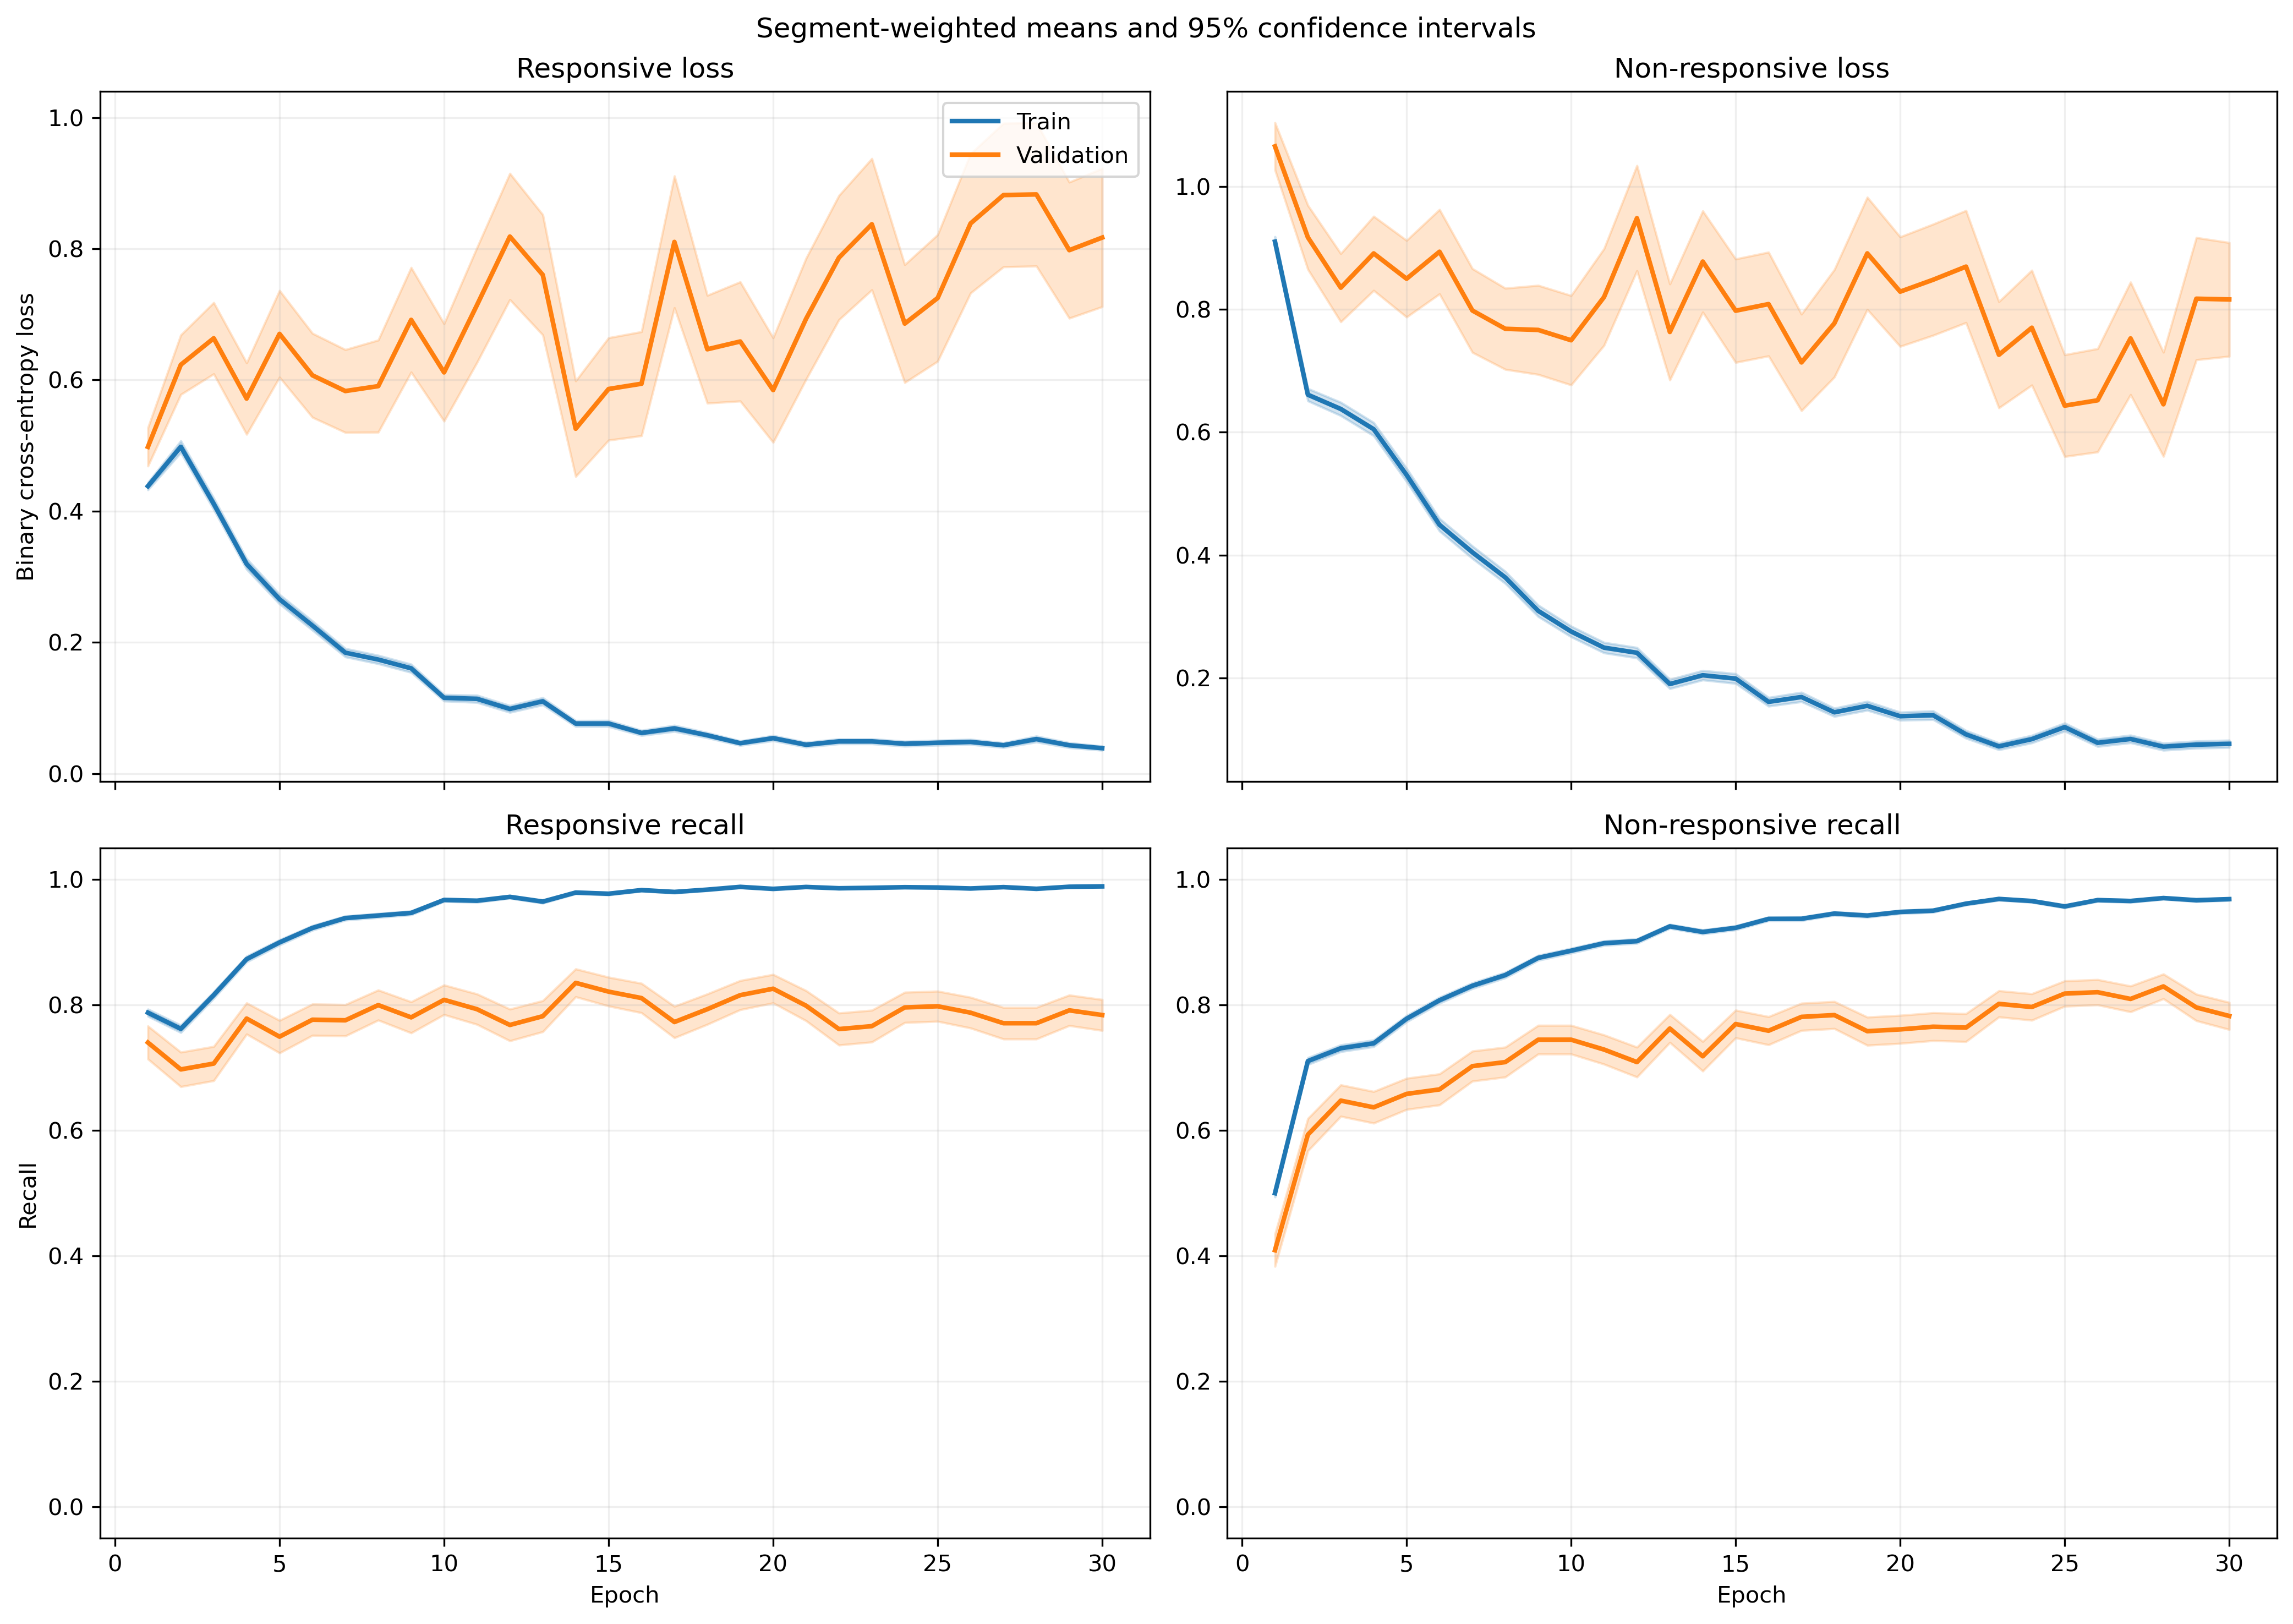 Segment-weighted means and 95% confidence intervals
Responsive loss
Non-responsive loss
Binary cross-entropy loss
1.0
0.8
0.6
0.4
0.2
0.0
Train
Validation
1.0
0.8
0.6
0.4
0.2
Responsive recall
Non-responsive recall
Recall
1.0
0.8
0.6
0.4
0.2
0.0
0 5 10 15 20 25 30
Epoch
1.0
0.8
0.6
0.4
0.2
0.0
0 5 10 15 20 25 30
Epoch